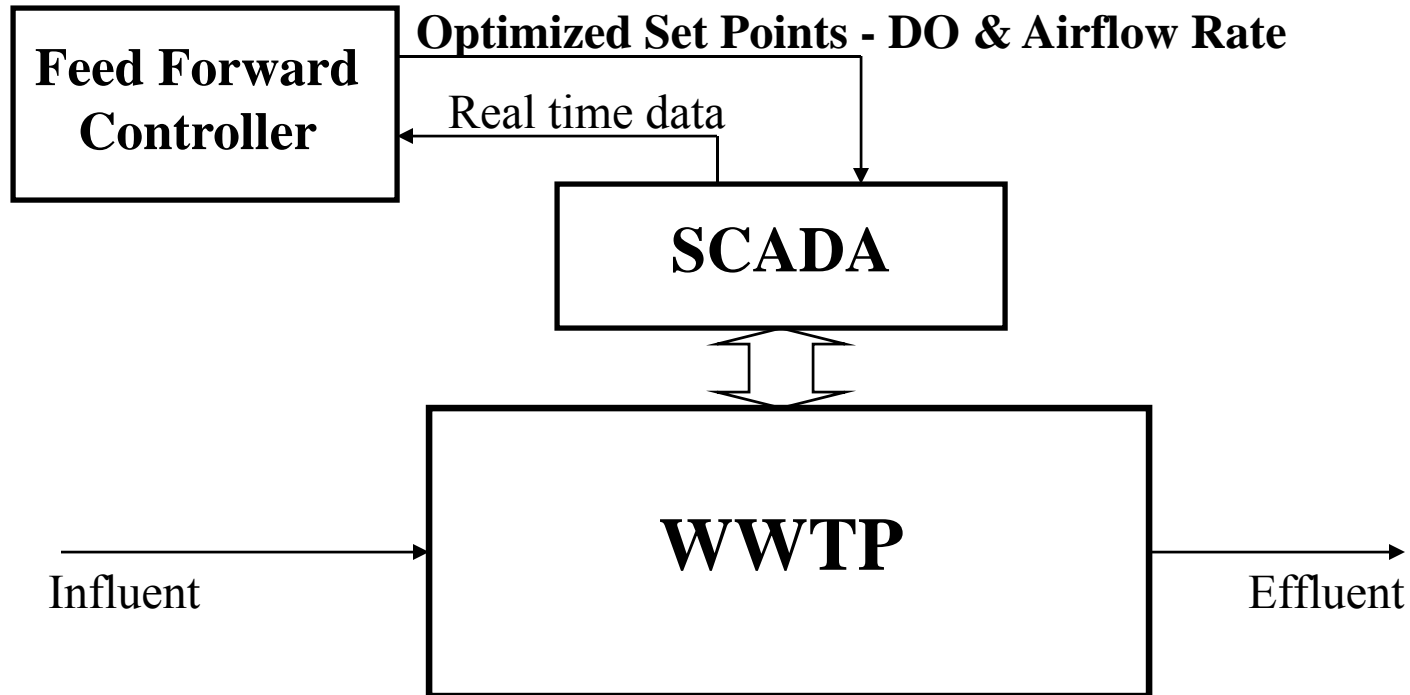 Optimized Set Points - DO & Airflow Rate
Feed Forward
Controller
Real time data
SCADA
WWTP
Influent
Effluent